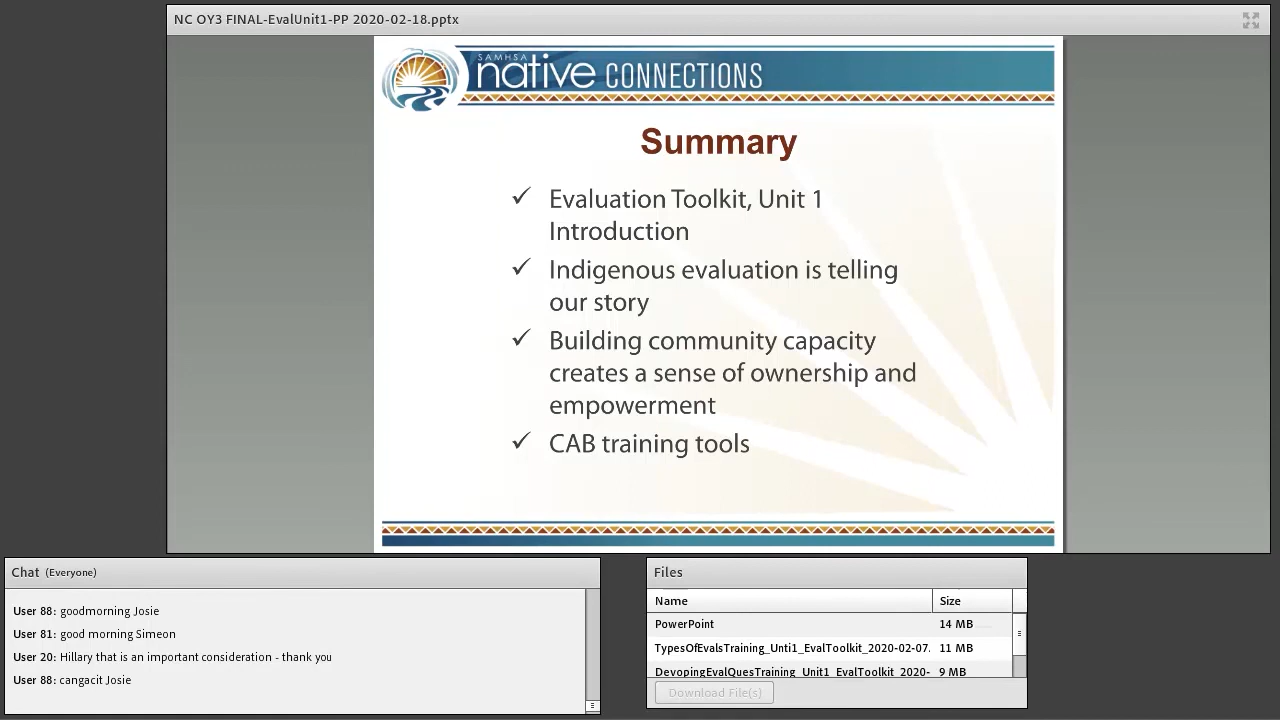 NC OY3 FINAL-EvalUnit1-PP 2020-02-18.pptx
SAMHSA
native CONNECTIONS
Summary
✓ Evaluation Toolkit, Unit 1
Introduction
✓ Indigenous evaluation is telling
our story
✓ Building community capacity
creates a sense of ownership and
empowerment
✓ CAB training tools
Chat (Everyone)
User 88: goodmorning Josie
User 81: good morning Simeon
User 20: Hillary that is an important consideration - thank you
User 88: cangacit Josie
Files
Name Size
PowerPoint 14 MB
TypesOfEvalsTraining_Unti1_EvalToolkit_2020-02-07. 11 MB
DevopingEvalQuesTraining_Unit1_EvalToolkit_2020- 9 MB
Download File(s)